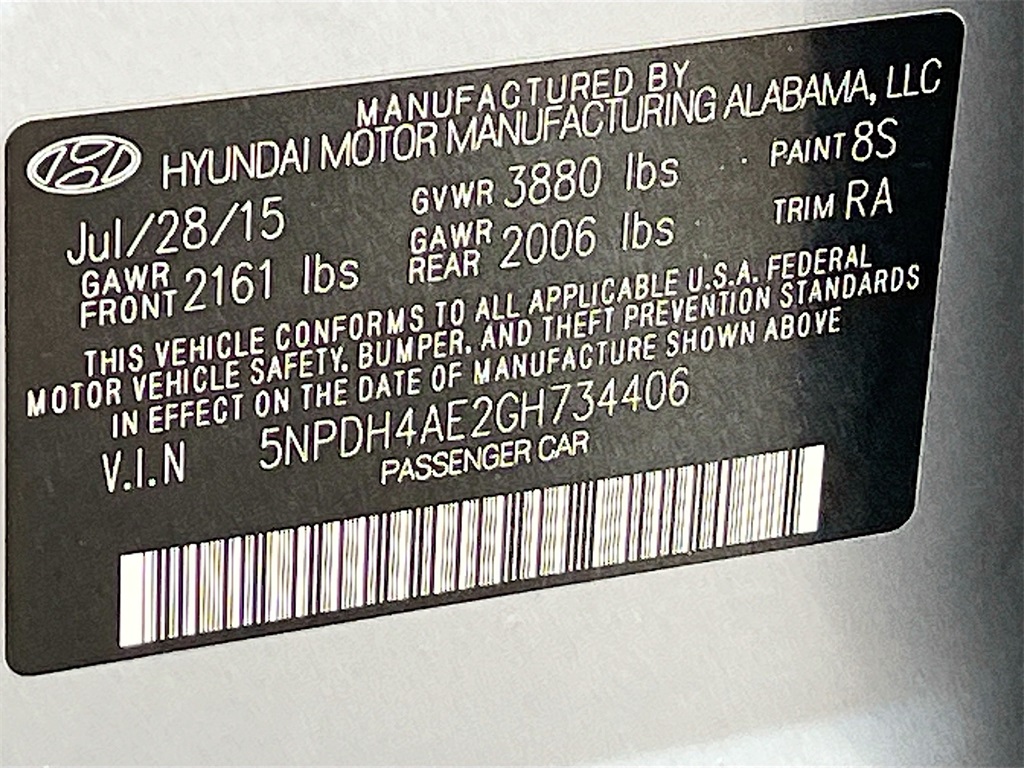 MANUFACTURED BY
HYUNDAI MOTOR MANUFACTURING ALABAMA, LLC
Jul/28/15 GVWR 3880 lbs PAINT 8S
GAWR FRONT 2161 lbs GAWR REAR 2006 lbs TRIM RA
THIS VEHICLE CONFORMS TO ALL APPLICABLE U.S.A. FEDERAL
MOTOR VEHICLE SAFETY, BUMPER, AND THEFT PREVENTION STANDARDS
IN EFFECT ON THE DATE OF MANUFACTURE SHOWN ABOVE
V.I.N 5NPDH4AE2GH734406
PASSENGER CAR